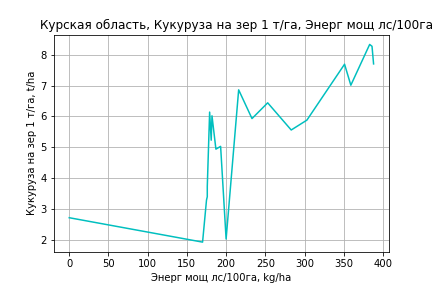 Курская область, Кукуруза на зер 1 т/га, Энерг мощ лс/100га
Кукуруза на зер 1 т/га, t/ha
8
7
6
5
4
3
2
0 50 100 150 200 250 300 350 400
Энерг мощ лс/100га, kg/ha